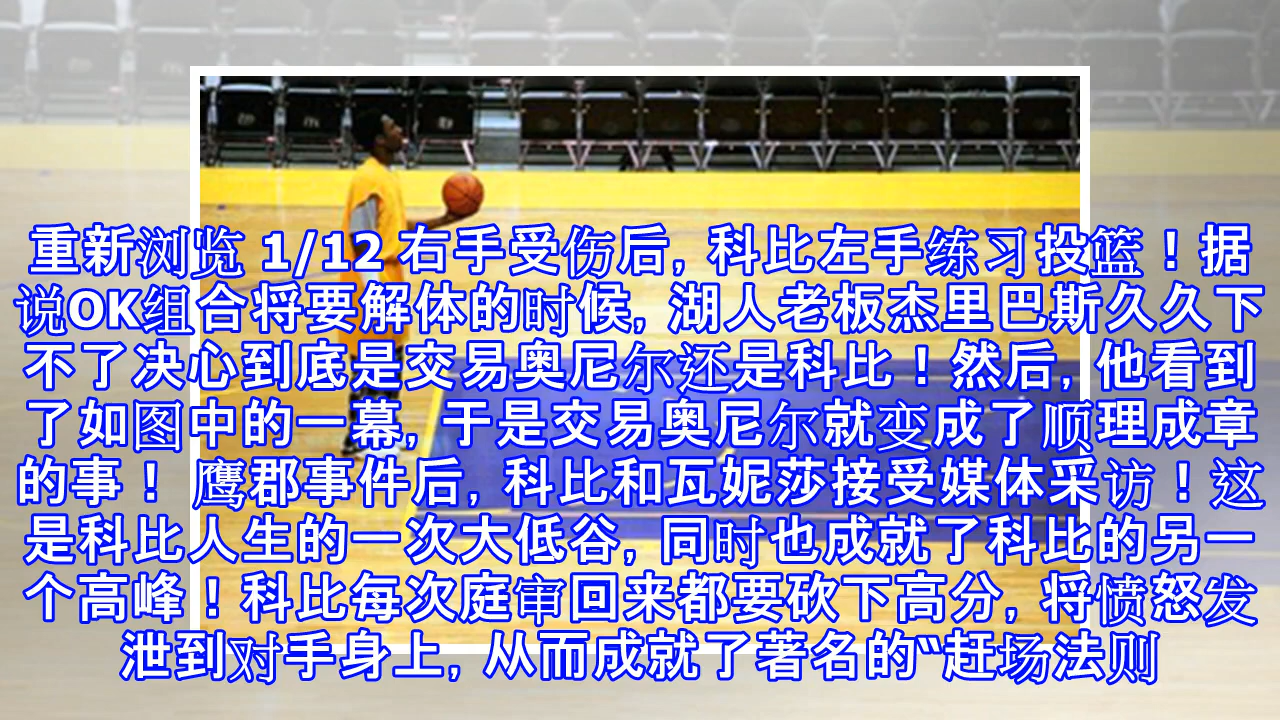 重新浏览 1/12 右手受伤后, 科比左手练习投篮！据
说OK组合将要解体的时候, 湖人老板杰里巴斯久久下
不了决心到底是交易奥尼尔还是科比！然后, 他看到
了如图中的一幕, 于是交易奥尼尔就变成了顺理成章
的事！ 鹰郡事件后, 科比和瓦妮莎接受媒体采访！这
是科比人生的一次大低谷, 同时也成就了科比的另一
个高峰！科比每次庭审回来都要砍下高分, 将愤怒发
泄到对手身上, 从而成就了著名的“赶场法则